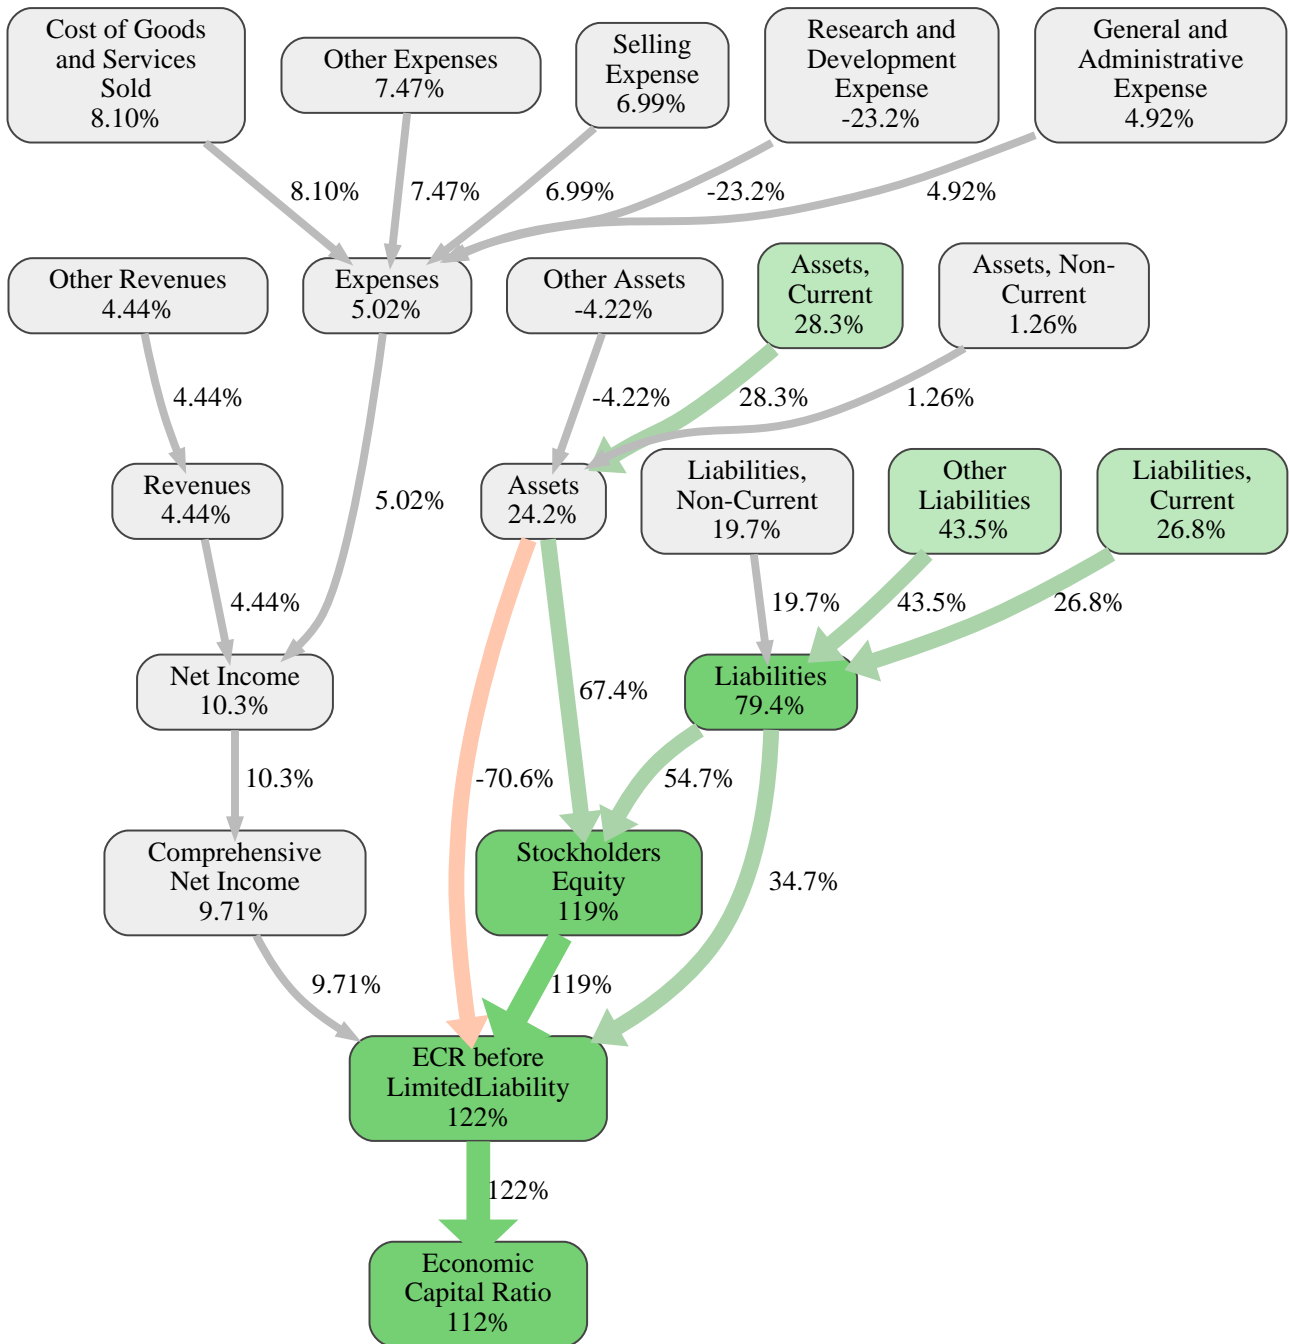 Cost of Goods
and Services
Sold
8.10%
Other Expenses
7.47%
Selling
Expense
6.99%
Research and
Development
Expense
-23.2%
General and
Administrative
Expense
4.92%
8.10%
7.47%
6.99%
-23.2%
4.92%
Other Revenues
4.44%
Expenses
5.02%
Other Assets
-4.22%
Assets,
Current
28.3%
Assets, Non-
Current
1.26%
4.44%
-4.22%
28.3%
1.26%
Revenues
4.44%
5.02%
Assets
24.2%
Liabilities,
Non-Current
19.7%
Other
Liabilities
43.5%
Liabilities,
Current
26.8%
4.44%
19.7%
43.5%
26.8%
Net Income
10.3%
67.4%
Liabilities
79.4%
10.3%
-70.6%
54.7%
Comprehensive
Net Income
9.71%
Stockholders
Equity
119%
34.7%
9.71%
119%
ECR before
LimitedLiability
122%
122%
Economic
Capital Ratio
112%